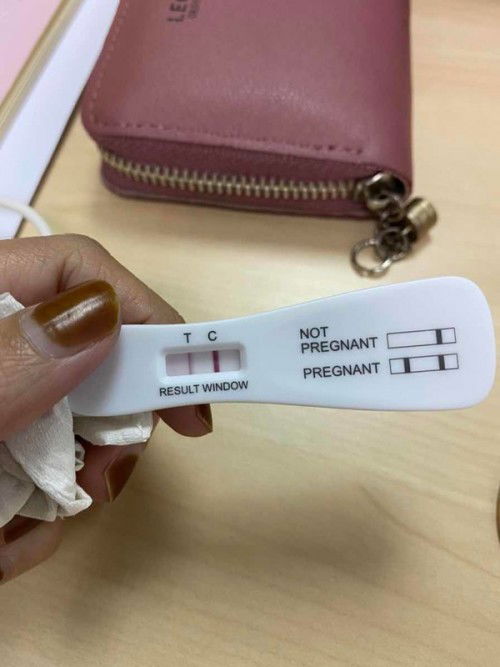 T C
RESULT WINDOW
NOT
PREGNANT
PREGNANT